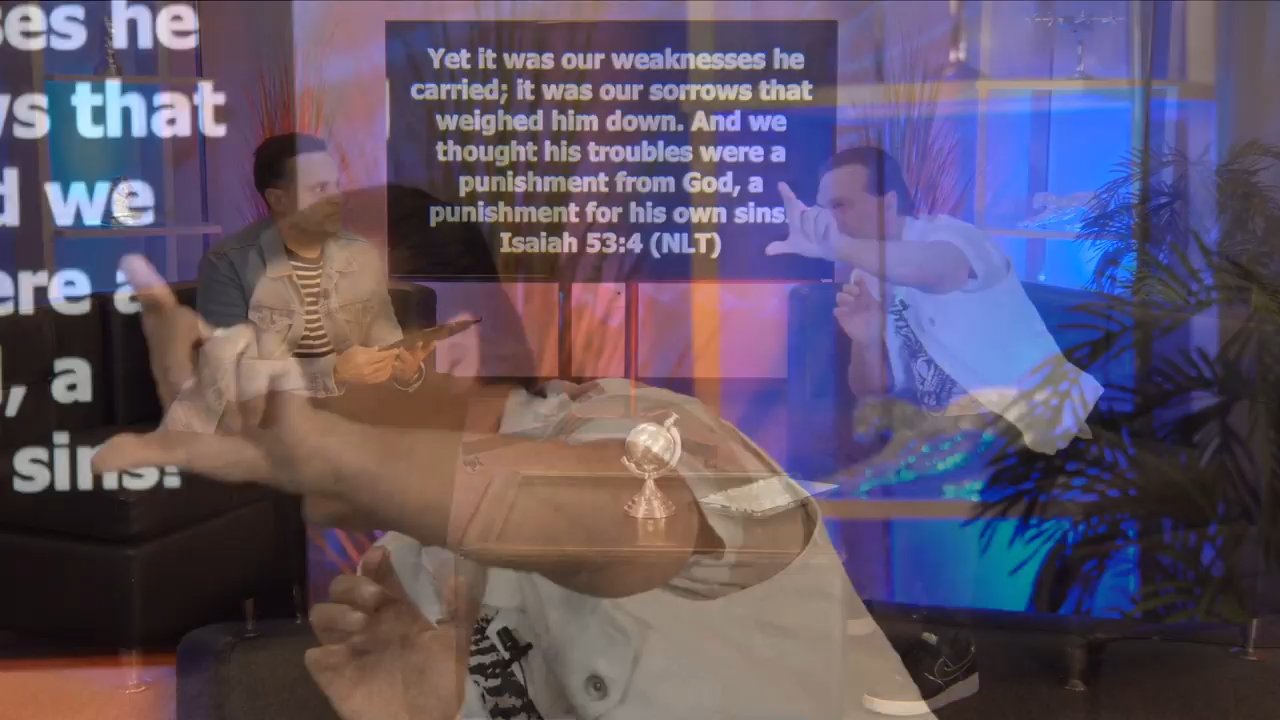 ses he
ws that
d we
ere a
l, a
sins.
Yet it was our weaknesses he
carried; it was our sorrows that
weighed him down. And we
thought his troubles were a
punishment from God, a
punishment for his own sins.
Isaiah 53:4 (NLT)